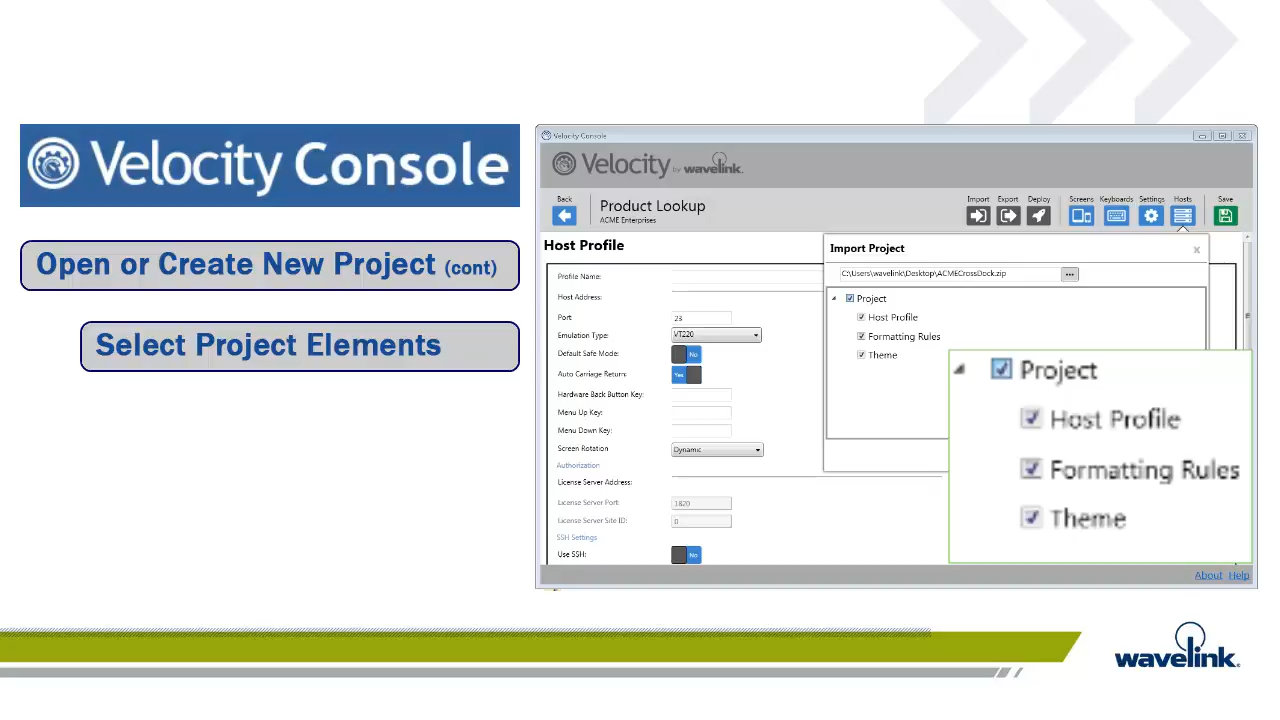 Velocity Console
Open or Create New Project (cont)
Select Project Elements
Velocity Console
Velocity by wavelink.
Back
Product Lookup
ACME Enterprises
Import Export Deploy Screens Keyboards Settings Hosts Save
Host Profile
Profile Name:
Host Address:
Port: 23
Emulation Type: VT220
Default Safe Mode: No
Auto Carriage Return: Yes
Hardware Back Button Key:
Menu Up Key:
Menu Down Key:
Screen Rotation Dynamic
Authorization
License Server Address:
License Server Port: 1820
License Server Site ID: 0
SSH Settings
Use SSH: No
Import Project
C:\Users\wavelink\Desktop\ACMECrossDock.zip ...
Project
Host Profile
Formatting Rules
Theme
Project
Host Profile
Formatting Rules
Theme
About Help
wavelink.